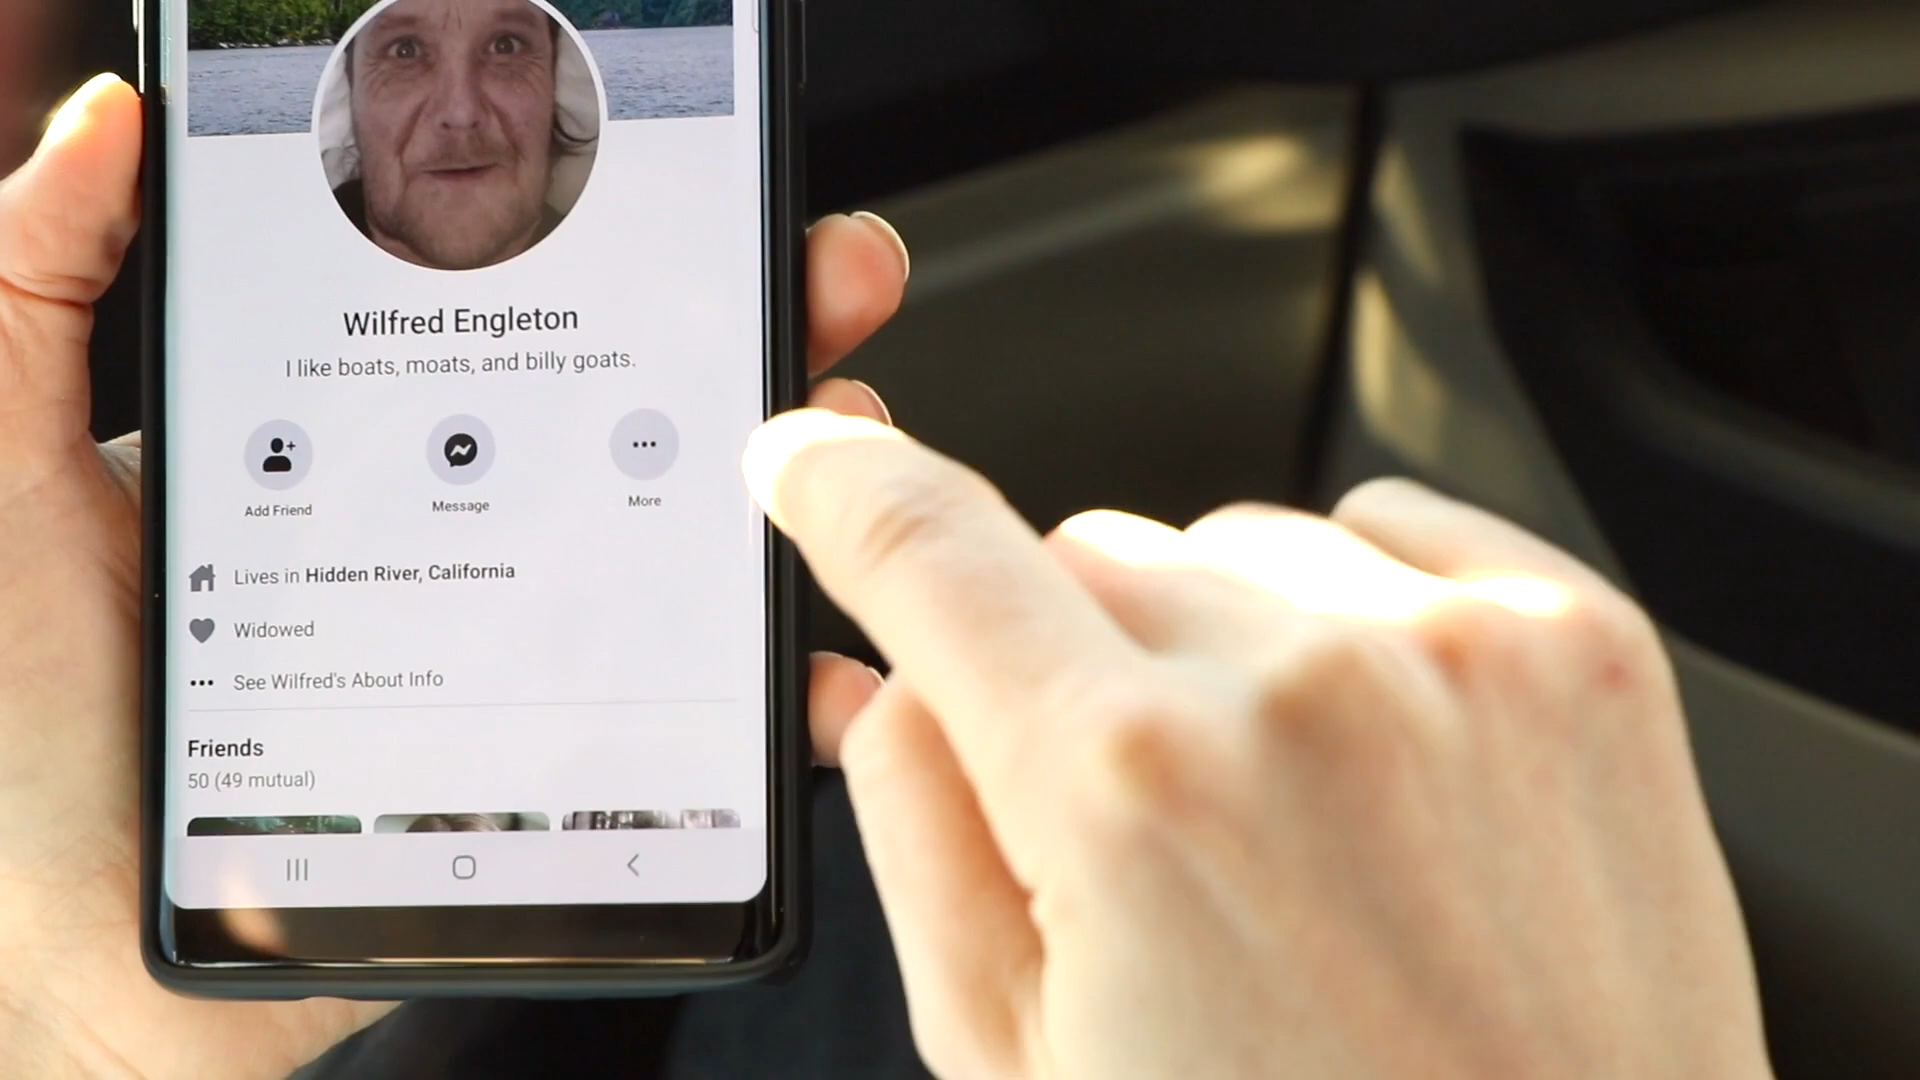 Wilfred Engleton
I like boats, moats, and billy goats.
Add Friend
Message
More
Lives in Hidden River, California
Widowed
See Wilfred's About Info
Friends
50 (49 mutual)